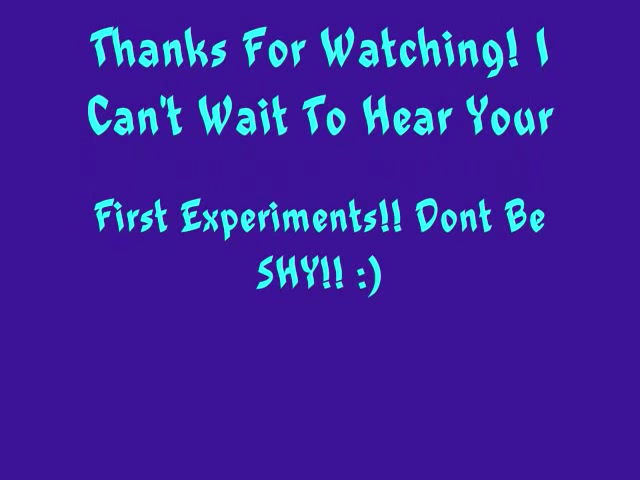 Thanks For Watching! I
Can't Wait To Hear Your
First Experiments!! Dont Be
SHY!! :)